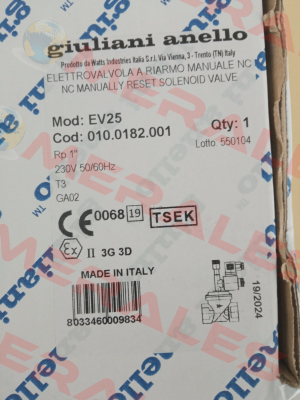 giuliani anello
Prodotto da Watts Industries Italia S.r.l. Via Vienna, 3 - Trento (TN) Italy
ELETTROVALVOLA A RIARMO MANUALE NC
NC MANUALLY RESET SOLENOID VALVE
Mod: EV25
Cod: 010.0182.001 Qty: 1
Rp 1" Lotto 550104
230V 50/60Hz
T3
GA02
CE 0068 19 TSEK
Ex II 3G 3D
MADE IN ITALY
8033460009834
19/2024